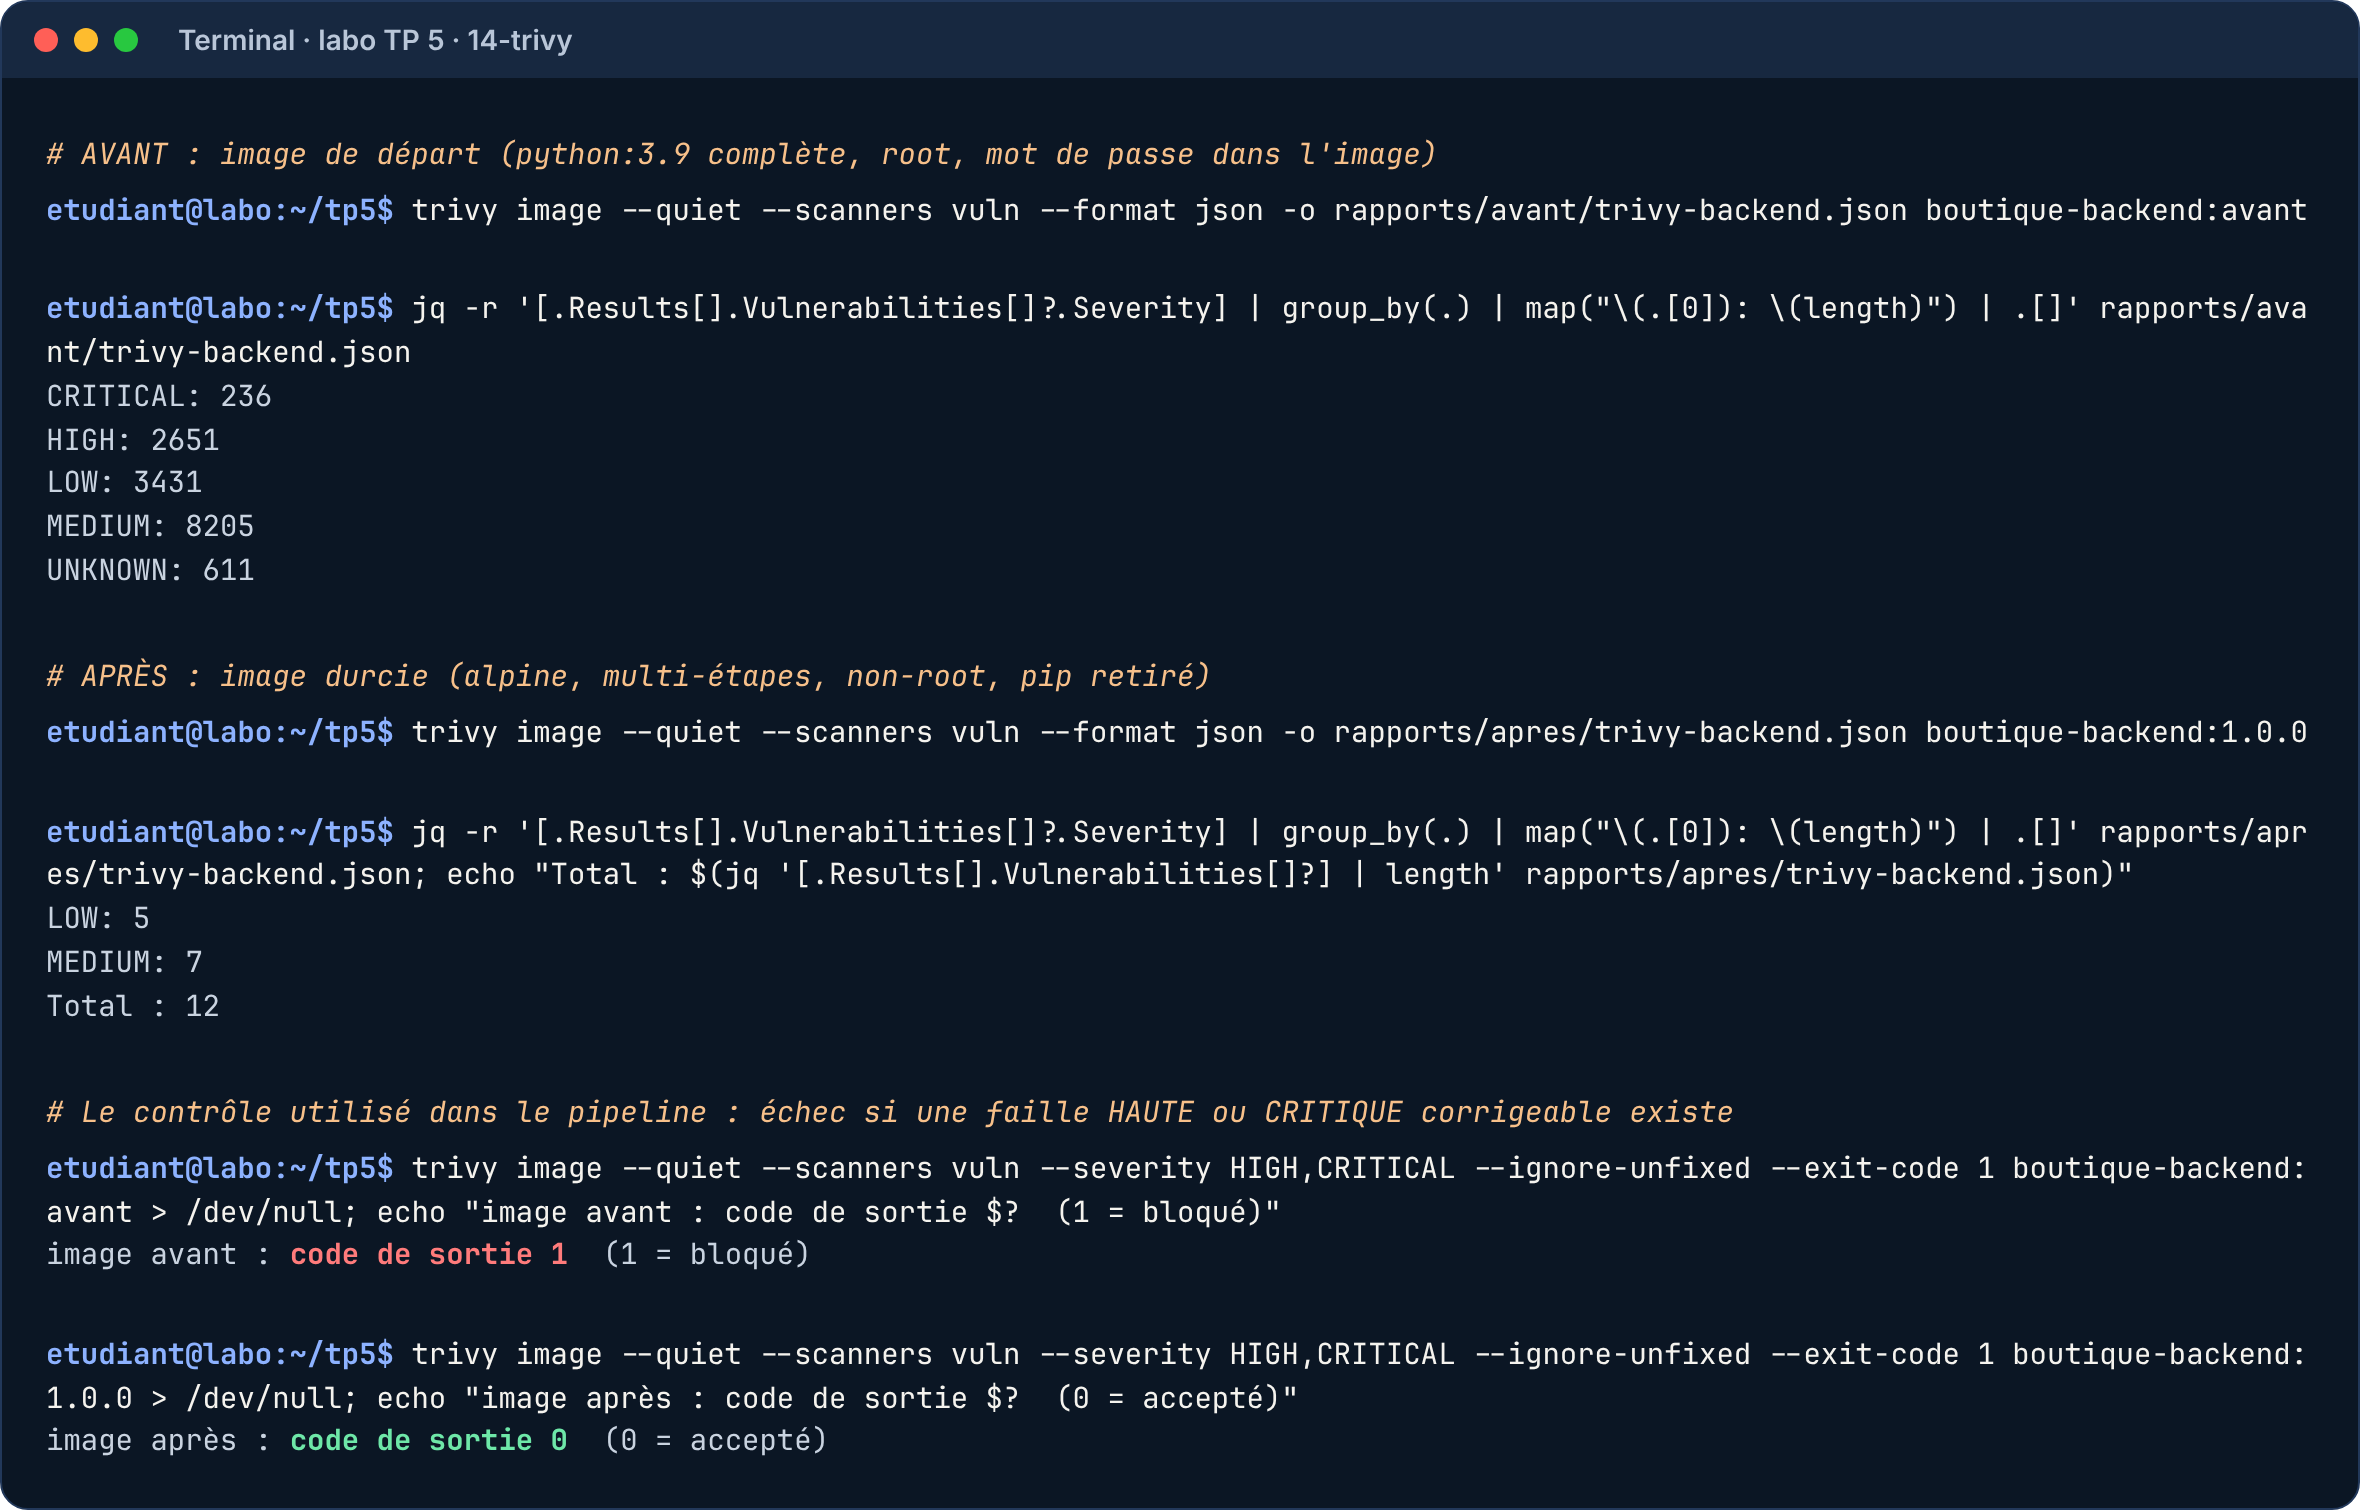 Terminal · labo TP 5 · 14-trivy
# AVANT : image de départ (python:3.9 complète, root, mot de passe dans l'image)
etudiant@labo:~/tp5$ trivy image --quiet --scanners vuln --format json -o rapports/avant/trivy-backend.json boutique-backend:avant
etudiant@labo:~/tp5$ jq -r '[.Results[].Vulnerabilities[]?.Severity] | group_by(.) | map("\(.[0]): \(length)") | .[]' rapports/ava
nt/trivy-backend.json
CRITICAL: 236
HIGH: 2651
LOW: 3431
MEDIUM: 8205
UNKNOWN: 611
# APRÈS : image durcie (alpine, multi-étapes, non-root, pip retiré)
etudiant@labo:~/tp5$ trivy image --quiet --scanners vuln --format json -o rapports/apres/trivy-backend.json boutique-backend:1.0.0
etudiant@labo:~/tp5$ jq -r '[.Results[].Vulnerabilities[]?.Severity] | group_by(.) | map("\(.[0]): \(length)") | .[]' rapports/apr
es/trivy-backend.json; echo "Total : $(jq '[.Results[].Vulnerabilities[]?] | length' rapports/apres/trivy-backend.json)"
LOW: 5
MEDIUM: 7
Total : 12
# Le contrôle utilisé dans le pipeline : échec si une faille HAUTE ou CRITIQUE corrigeable existe
etudiant@labo:~/tp5$ trivy image --quiet --scanners vuln --severity HIGH,CRITICAL --ignore-unfixed --exit-code 1 boutique-backend:
avant > /dev/null; echo "image avant : code de sortie $?  (1 = bloqué)"
image avant : code de sortie 1  (1 = bloqué)
etudiant@labo:~/tp5$ trivy image --quiet --scanners vuln --severity HIGH,CRITICAL --ignore-unfixed --exit-code 1 boutique-backend:
1.0.0 > /dev/null; echo "image après : code de sortie $?  (0 = accepté)"
image après : code de sortie 0  (0 = accepté)